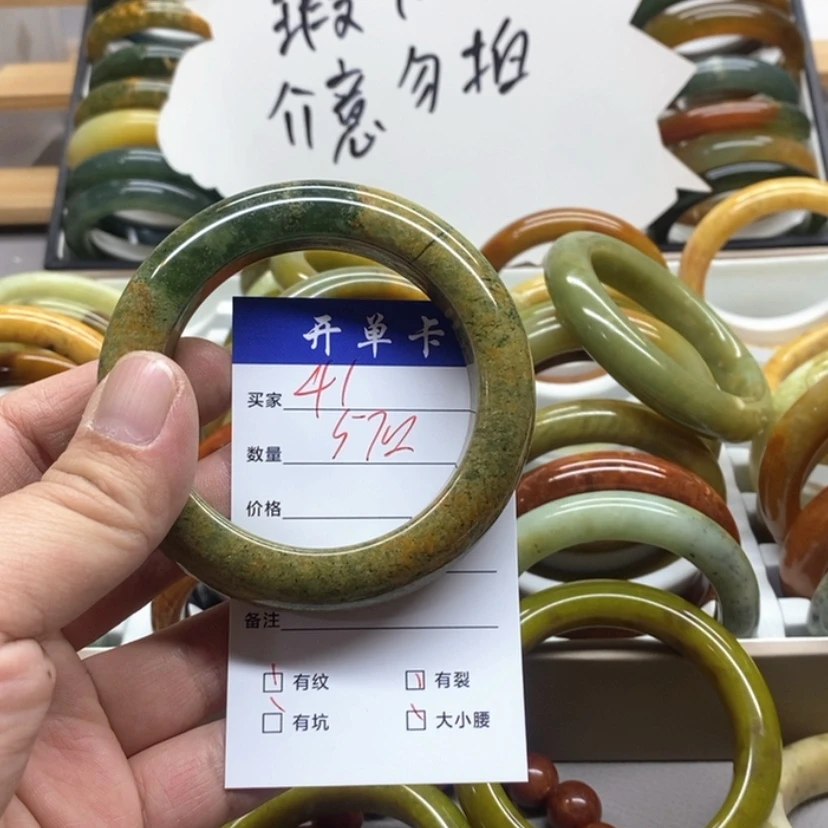 介意勿拍
开单卡
买家 41
572
数量
价格
备注
有纹 有裂
有坑 大小腰